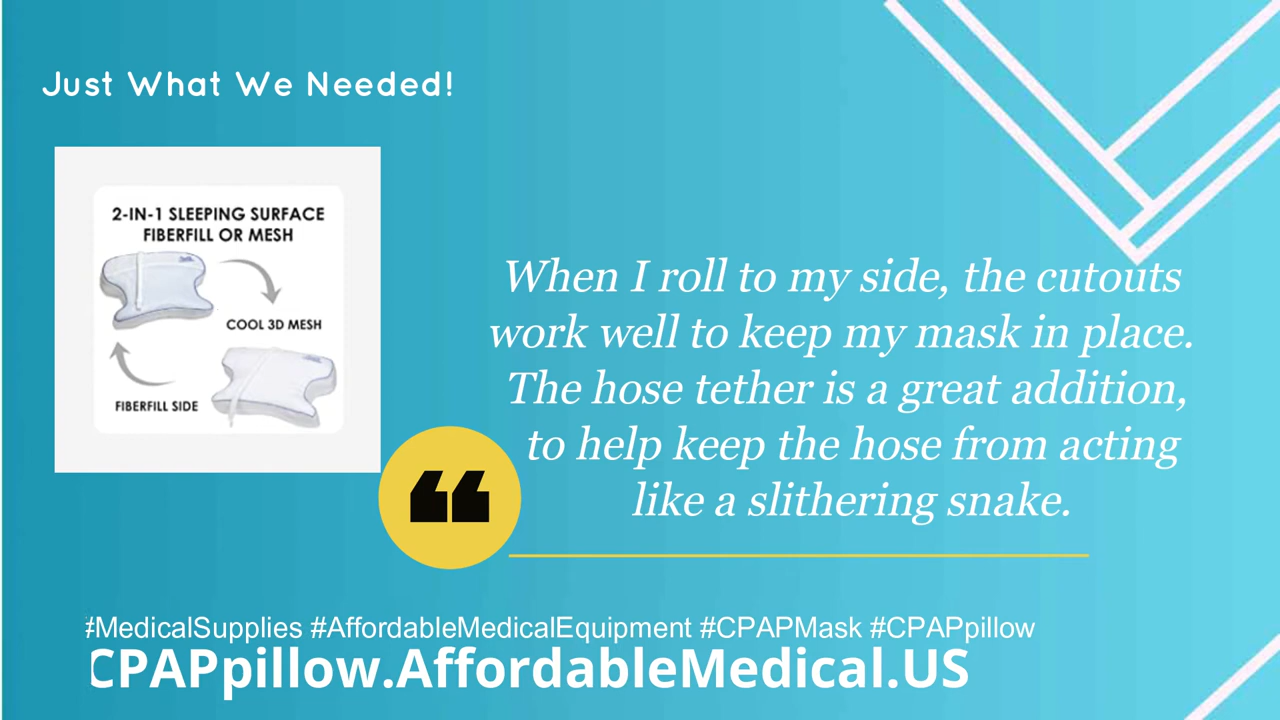 Just What We Needed!
2-IN-1 SLEEPING SURFACE
FIBERFILL OR MESH
COOL 3D MESH
FIBERFILL SIDE
When I roll to my side, the cutouts
work well to keep my mask in place.
The hose tether is a great addition,
to help keep the hose from acting
like a slithering snake.
#MedicalSupplies #AffordableMedicalEquipment #CPAPMask #CPAPpillow
CPAPpillow.AffordableMedical.US